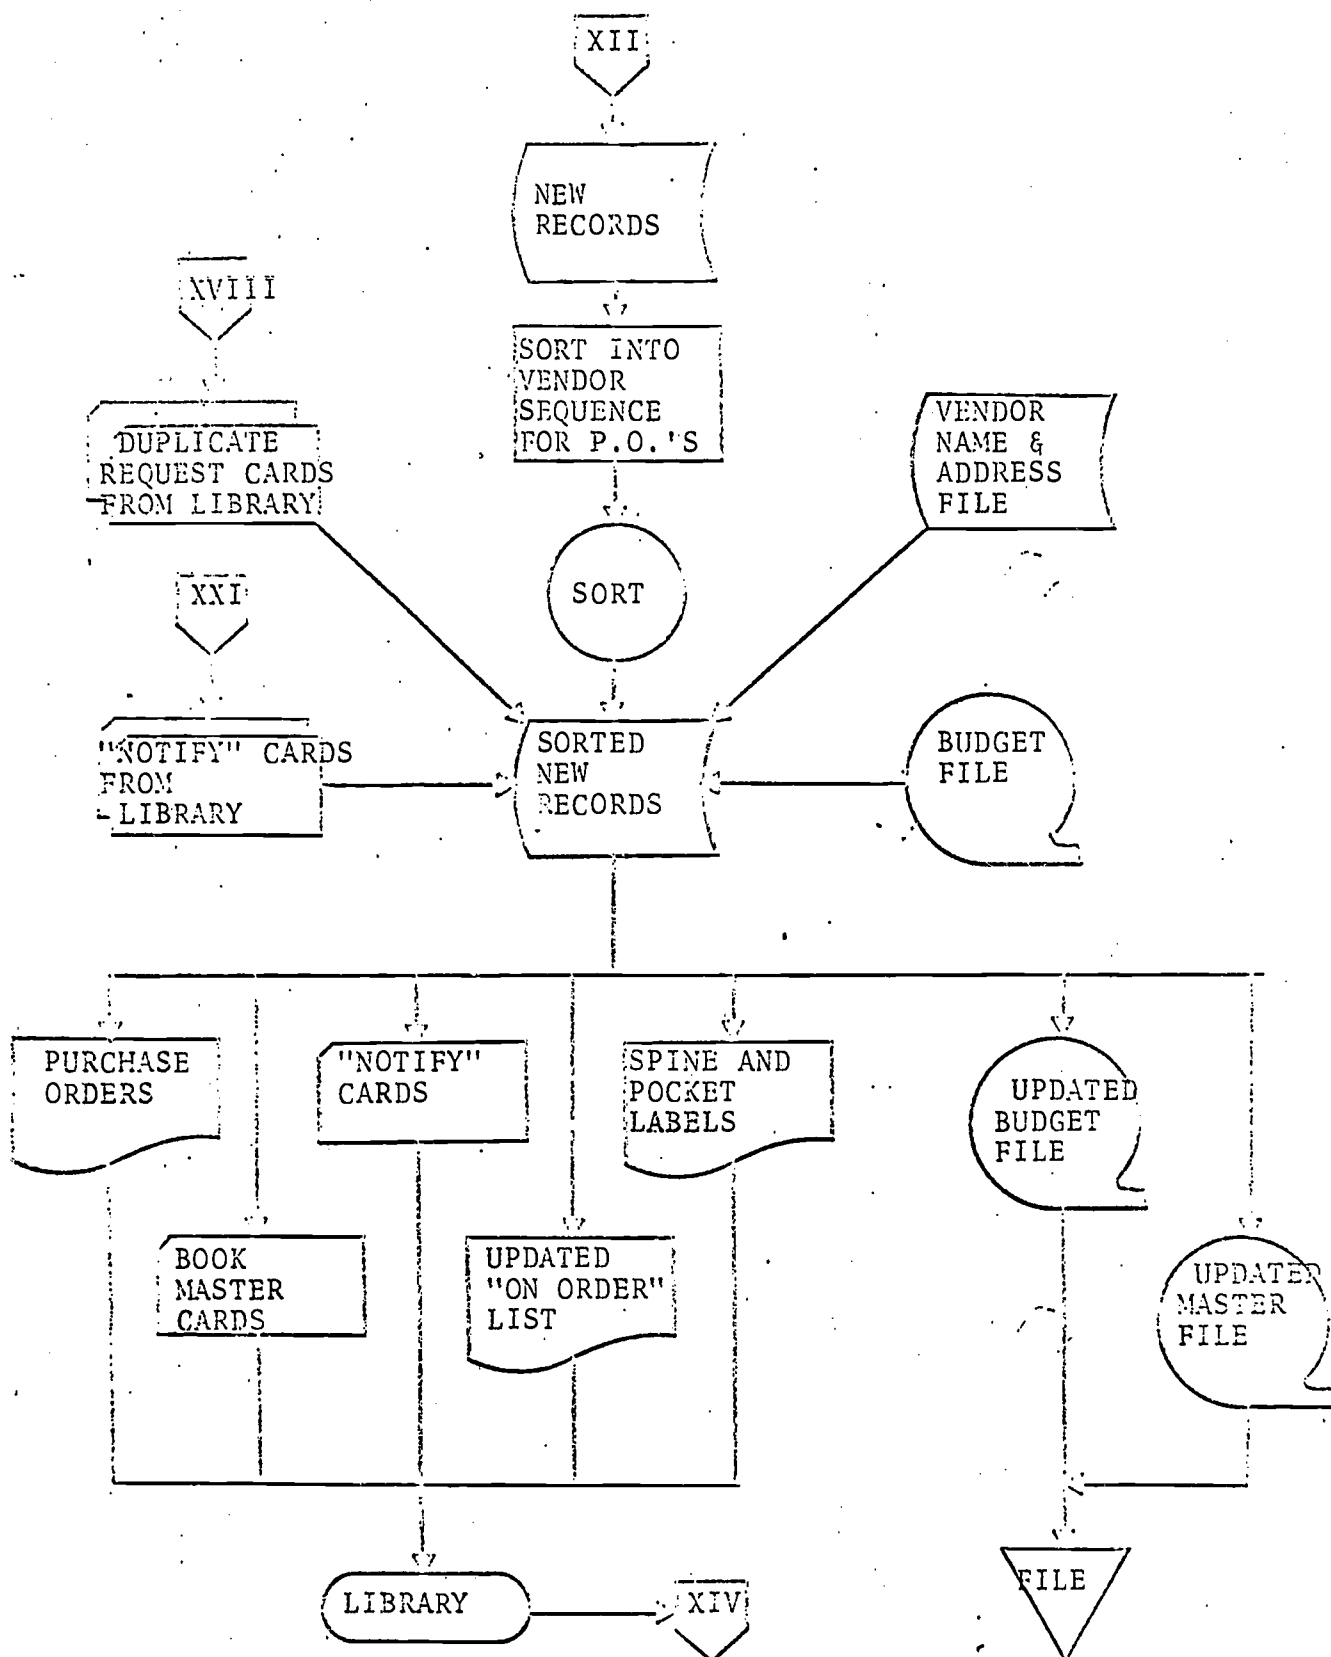 XII
NEW
RECORDS
XVIII
SORT INTO
VENDOR
SEQUENCE
FOR P.O.'S
DUPLICATE
REQUEST CARDS
FROM LIBRARY
VENDOR
NAME &
ADDRESS
FILE
SORT
XXI
"NOTIFY" CARDS
FROM
LIBRARY
SORTED
NEW
RECORDS
BUDGET
FILE
PURCHASE
ORDERS
"NOTIFY"
CARDS
SPINE AND
POCKET
LABELS
UPDATED
BUDGET
FILE
BOOK
MASTER
CARDS
UPDATED
"ON ORDER"
LIST
UPDATED
MASTER
FILE
LIBRARY
XIV
FILE